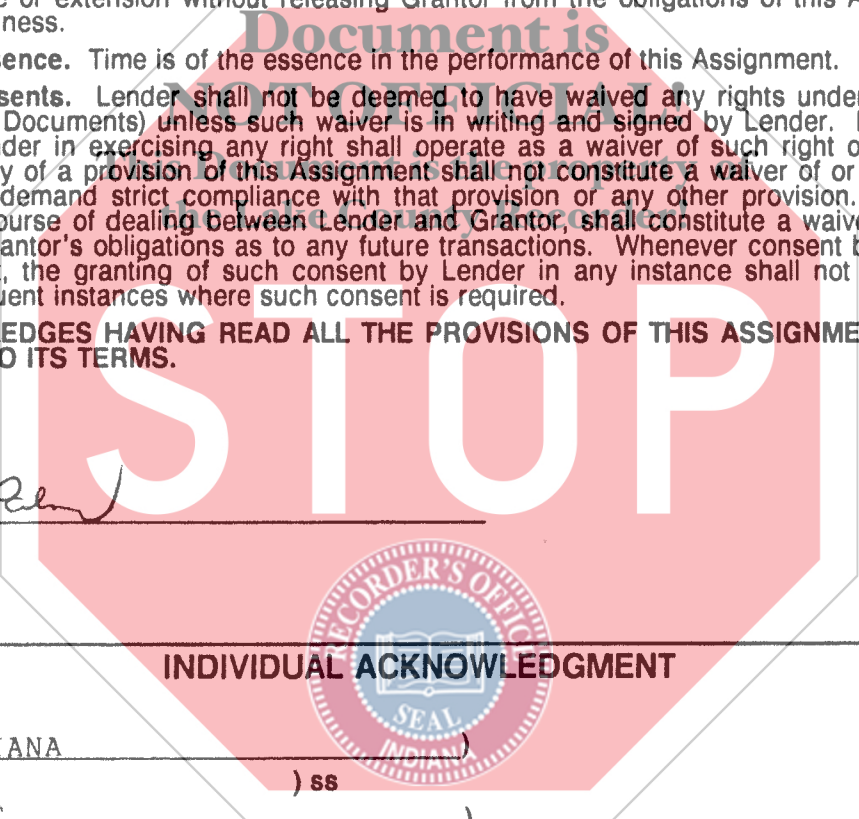 e or extension without releasing Grantor from the obligations of this A
ness.
Document is
ence. Time is of the essence in the performance of this Assignment.
NOT OFFICIAL!
sents. Lender shall not be deemed to have waived any rights under
Documents) unless such waiver is in writing and signed by Lender.
nder in exercising any right shall operate as a waiver of such right o
This Document is the property of
y of a provision of this Assignment shall not constitute a waiver of or
demand strict compliance with that provision or any other provision.
the Lake County Recorder!
ourse of dealing between Lender and Grantor, shall constitute a waive
antor's obligations as to any future transactions. Whenever consent b
, the granting of such consent by Lender in any instance shall not
uent instances where such consent is required.
EDGES HAVING READ ALL THE PROVISIONS OF THIS ASSIGNME
O ITS TERMS.
STOP
RECORDER'S OFFICE
INDIVIDUAL ACKNOWLEDGMENT
SEAL
INDIANA
IANA )
) ss
)